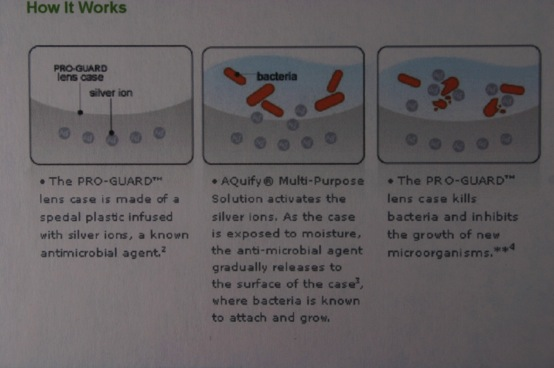 How It Works
PRO-GUARD
lens case
silver ion
bacteria
• The PRO-GUARD™
lens case is made of a
special plastic infused
with silver ions, a known
antimicrobial agent.²
• AQuify® Multi-Purpose
Solution activates the
silver ions. As the case
is exposed to moisture,
the anti-microbial agent
gradually releases to
the surface of the case²,
where bacteria is known
to attach and grow.
• The PRO-GUARD™
lens case kills
bacteria and inhibits
the growth of new
microorganisms.**⁴